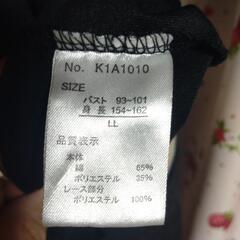 No. K1A1010
SIZE
バスト 93~101
身長 154~162
LL
品質表示
本体
綿 65%
ポリエステル 35%
レース部分
ポリエステル 100%